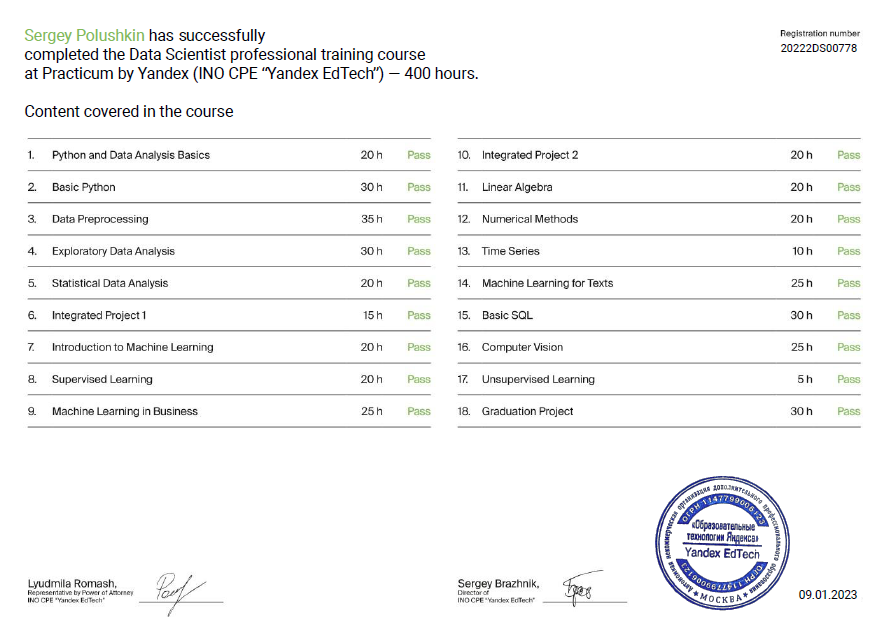 Sergey Polushkin has successfully
completed the Data Scientist professional training course
at Practicum by Yandex (INO CPE “Yandex EdTech”) — 400 hours.
Registration number
20222DS00778
Content covered in the course
1. Python and Data Analysis Basics 20 h Pass
2. Basic Python 30 h Pass
3. Data Preprocessing 35 h Pass
4. Exploratory Data Analysis 30 h Pass
5. Statistical Data Analysis 20 h Pass
6. Integrated Project 1 15 h Pass
7. Introduction to Machine Learning 20 h Pass
8. Supervised Learning 20 h Pass
9. Machine Learning in Business 25 h Pass
10. Integrated Project 2 20 h Pass
11. Linear Algebra 20 h Pass
12. Numerical Methods 20 h Pass
13. Time Series 10 h Pass
14. Machine Learning for Texts 25 h Pass
15. Basic SQL 30 h Pass
16. Computer Vision 25 h Pass
17. Unsupervised Learning 5 h Pass
18. Graduation Project 30 h Pass
Lyudmila Romash,
Representative by Power of Attorney
INO CPE “Yandex EdTech”
Sergey Brazhnik,
Director of
INO CPE “Yandex EdTech”
Автономная некоммерческая организация дополнительного профессионального образования
«Образовательные
технологии Яндекса»
Yandex EdTech
МОСКВА
09.01.2023